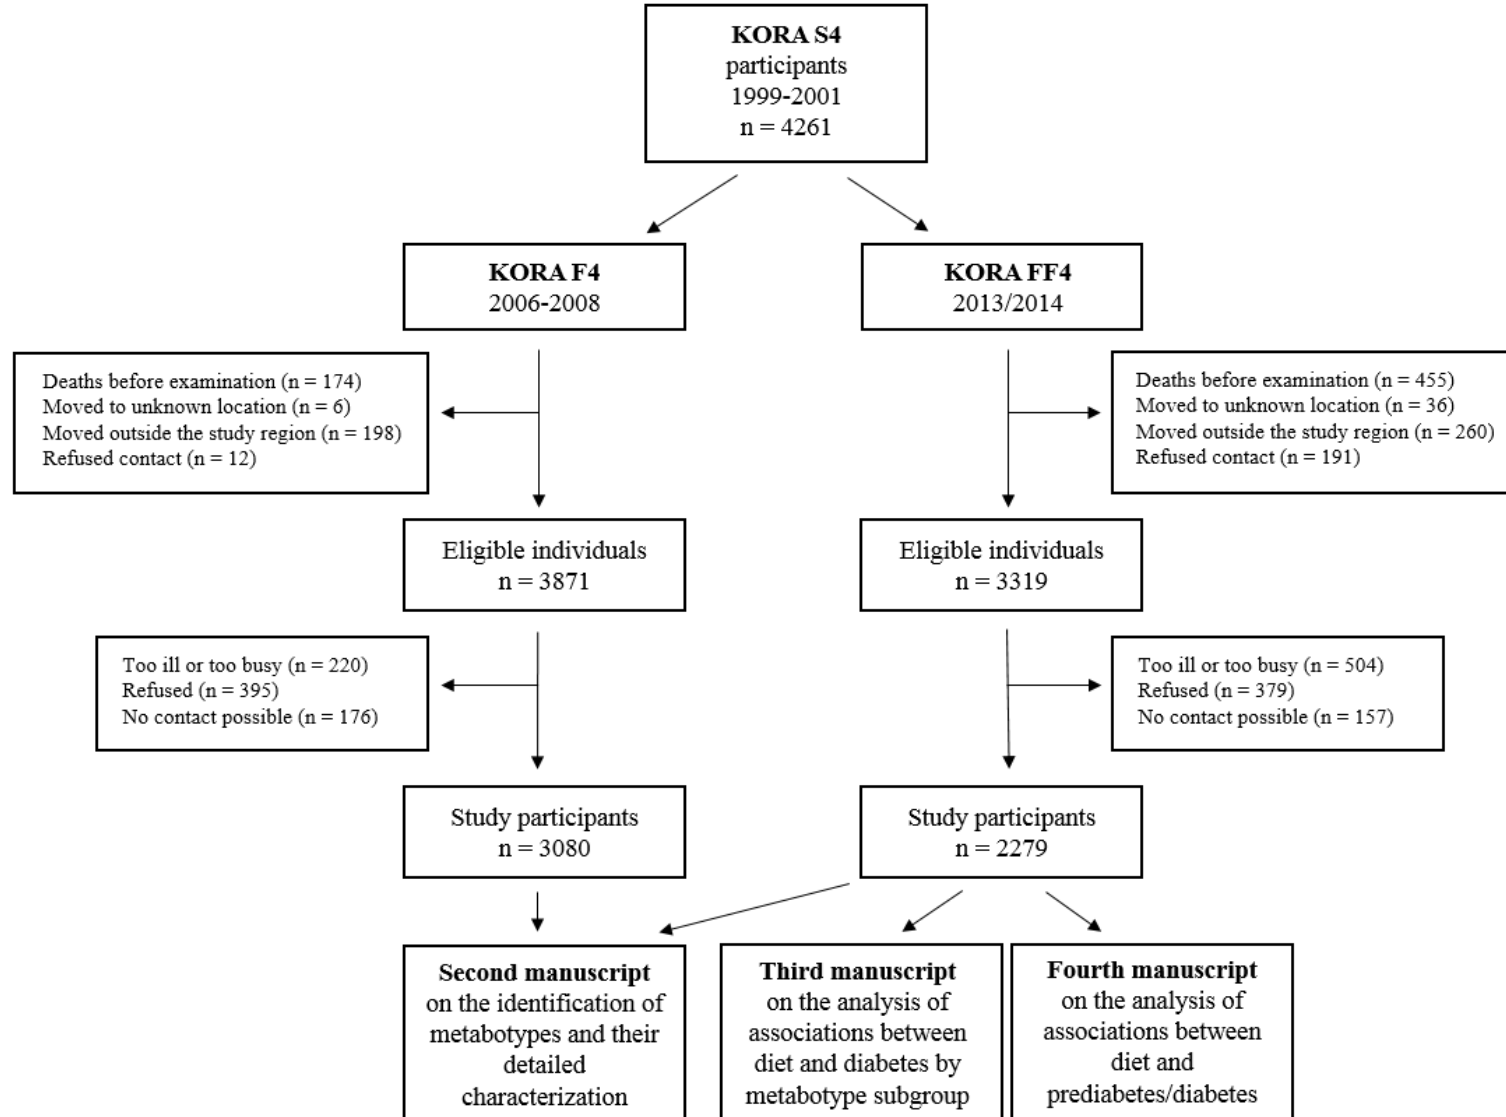 KORA S4
participants
1999-2001
n = 4261
KORA F4
2006-2008
KORA FF4
2013/2014
Deaths before examination (n = 174)
Moved to unknown location (n = 6)
Moved outside the study region (n = 198)
Refused contact (n = 12)
Deaths before examination (n = 455)
Moved to unknown location (n = 36)
Moved outside the study region (n = 260)
Refused contact (n = 191)
Eligible individuals
n = 3871
Eligible individuals
n = 3319
Too ill or too busy (n = 220)
Refused (n = 395)
No contact possible (n = 176)
Too ill or too busy (n = 504)
Refused (n = 379)
No contact possible (n = 157)
Study participants
n = 3080
Study participants
n = 2279
Second manuscript
on the identification of
metabotypes and their
detailed
characterization
Third manuscript
on the analysis of
associations between
diet and diabetes by
metabotype subgroup
Fourth manuscript
on the analysis of
associations between
diet and
prediabetes/diabetes